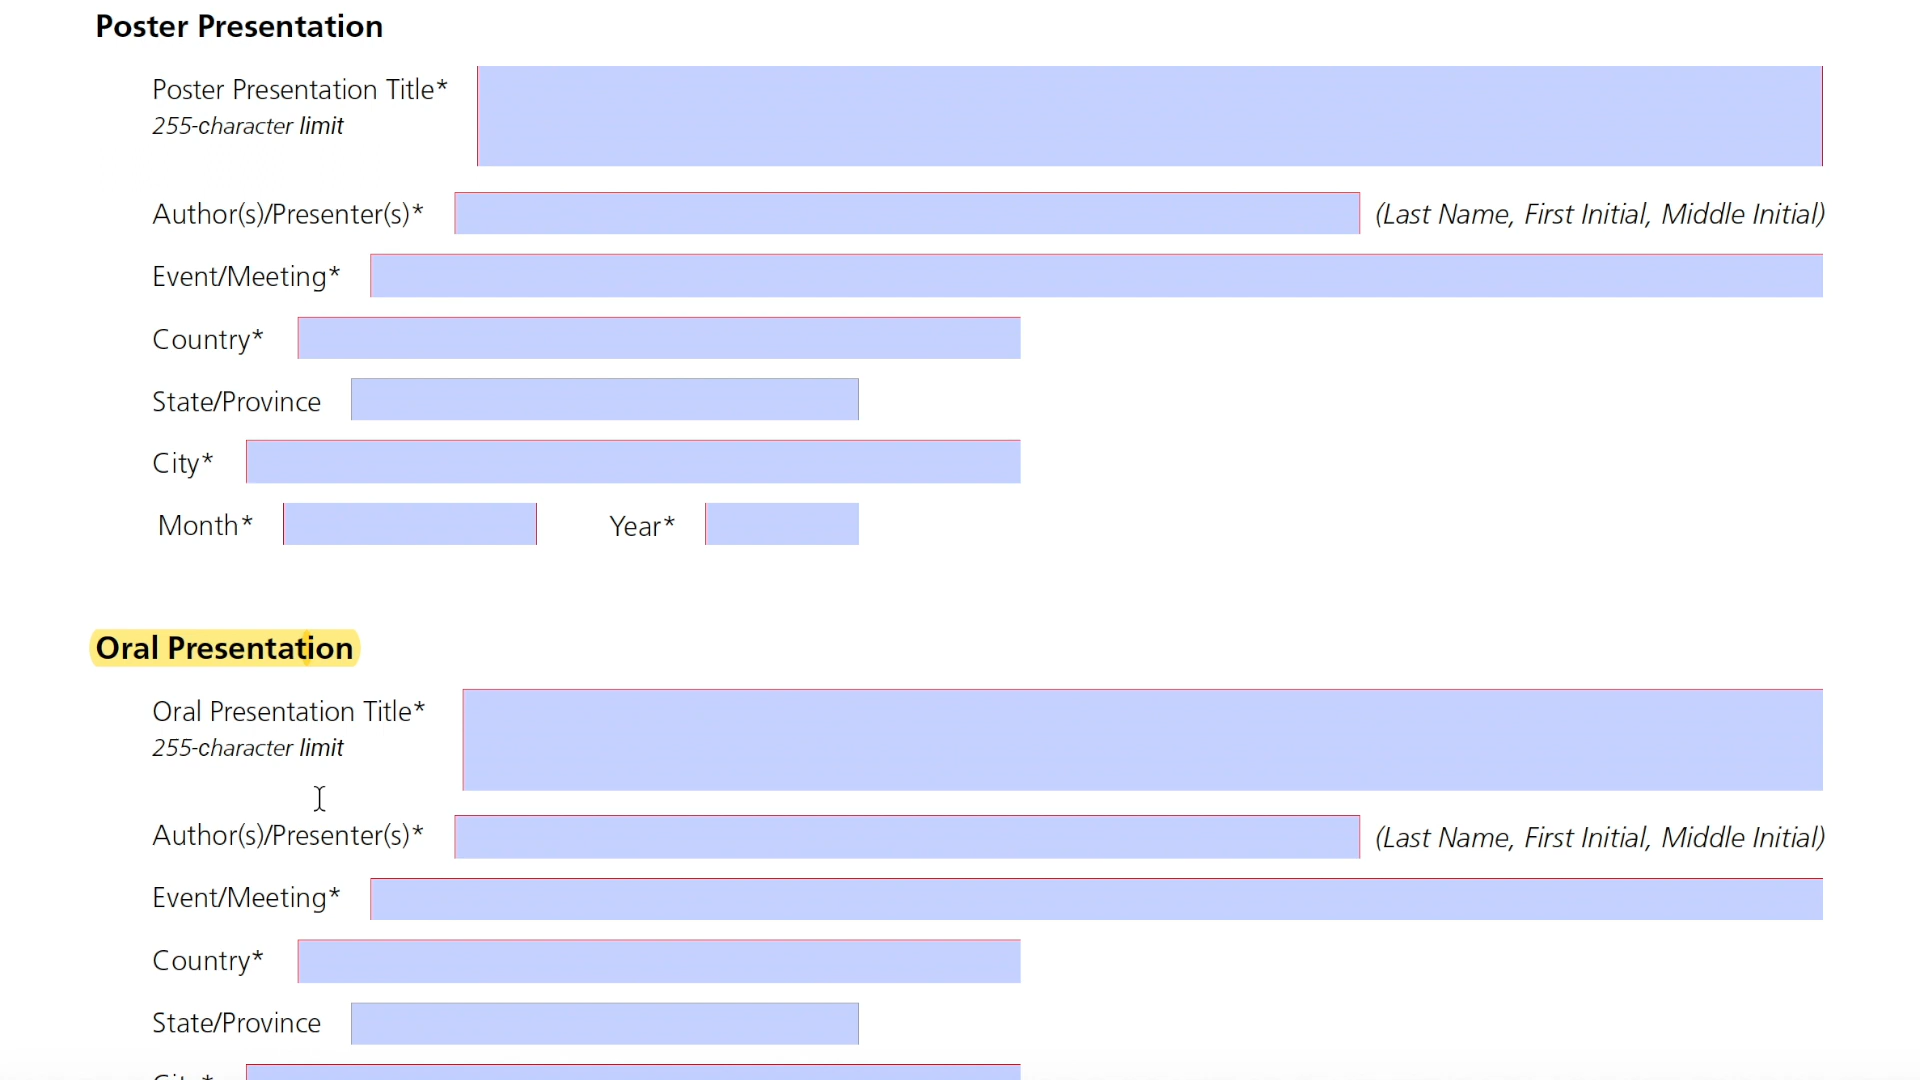 Poster Presentation
Poster Presentation Title*
255-character limit
Author(s)/Presenter(s)* (Last Name, First Initial, Middle Initial)
Event/Meeting*
Country*
State/Province
City*
Month* Year*
Oral Presentation
Oral Presentation Title*
255-character limit
Author(s)/Presenter(s)* (Last Name, First Initial, Middle Initial)
Event/Meeting*
Country*
State/Province
City*